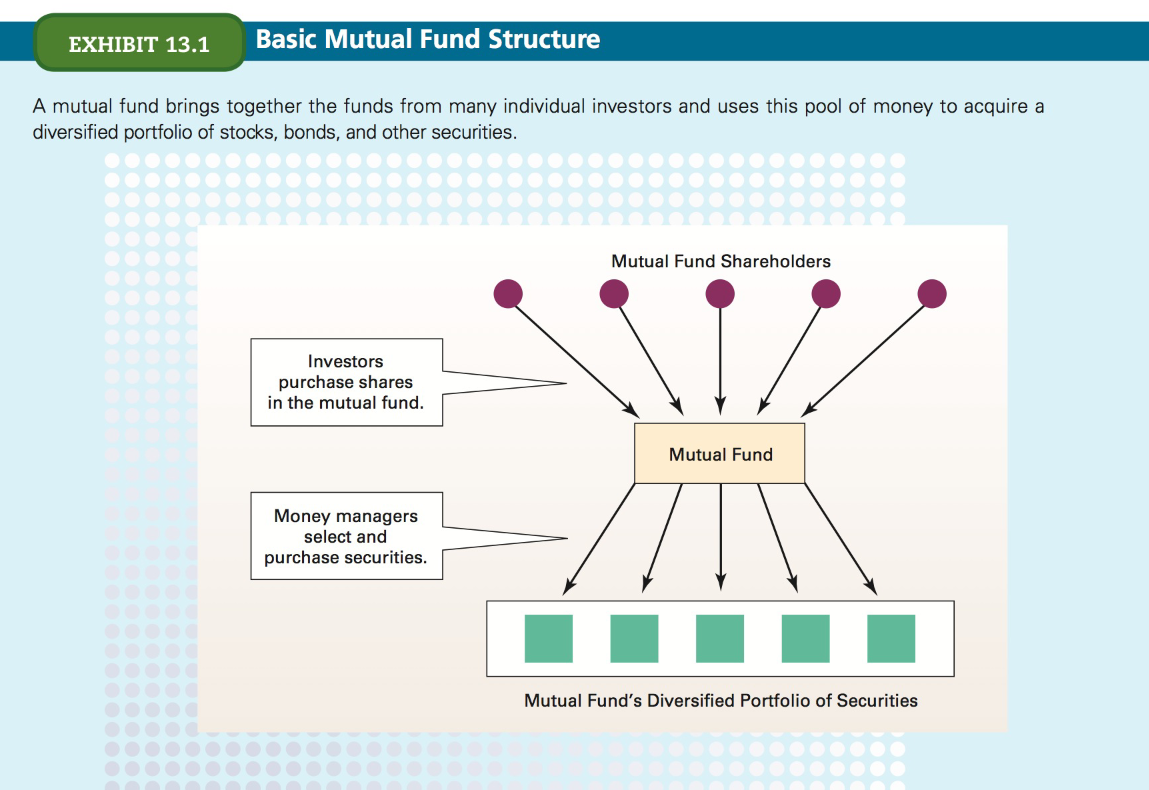 EXHIBIT 13.1
Basic Mutual Fund Structure
A mutual fund brings together the funds from many individual investors and uses this pool of money to acquire a
diversified portfolio of stocks, bonds, and other securities.
Mutual Fund Shareholders
Investors
purchase shares
in the mutual fund.
Mutual Fund
Money managers
select and
purchase securities.
Mutual Fund's Diversified Portfolio of Securities